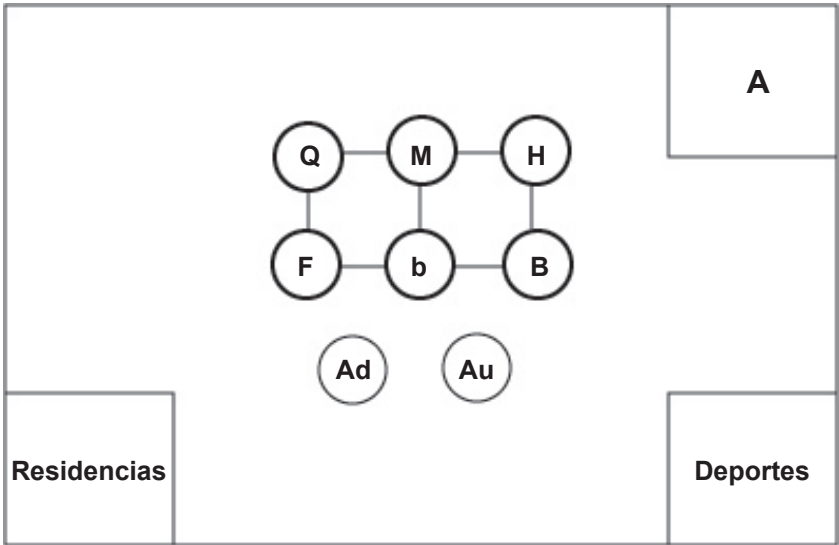 A
Q M H
F b B
Ad Au
Residencias Deportes